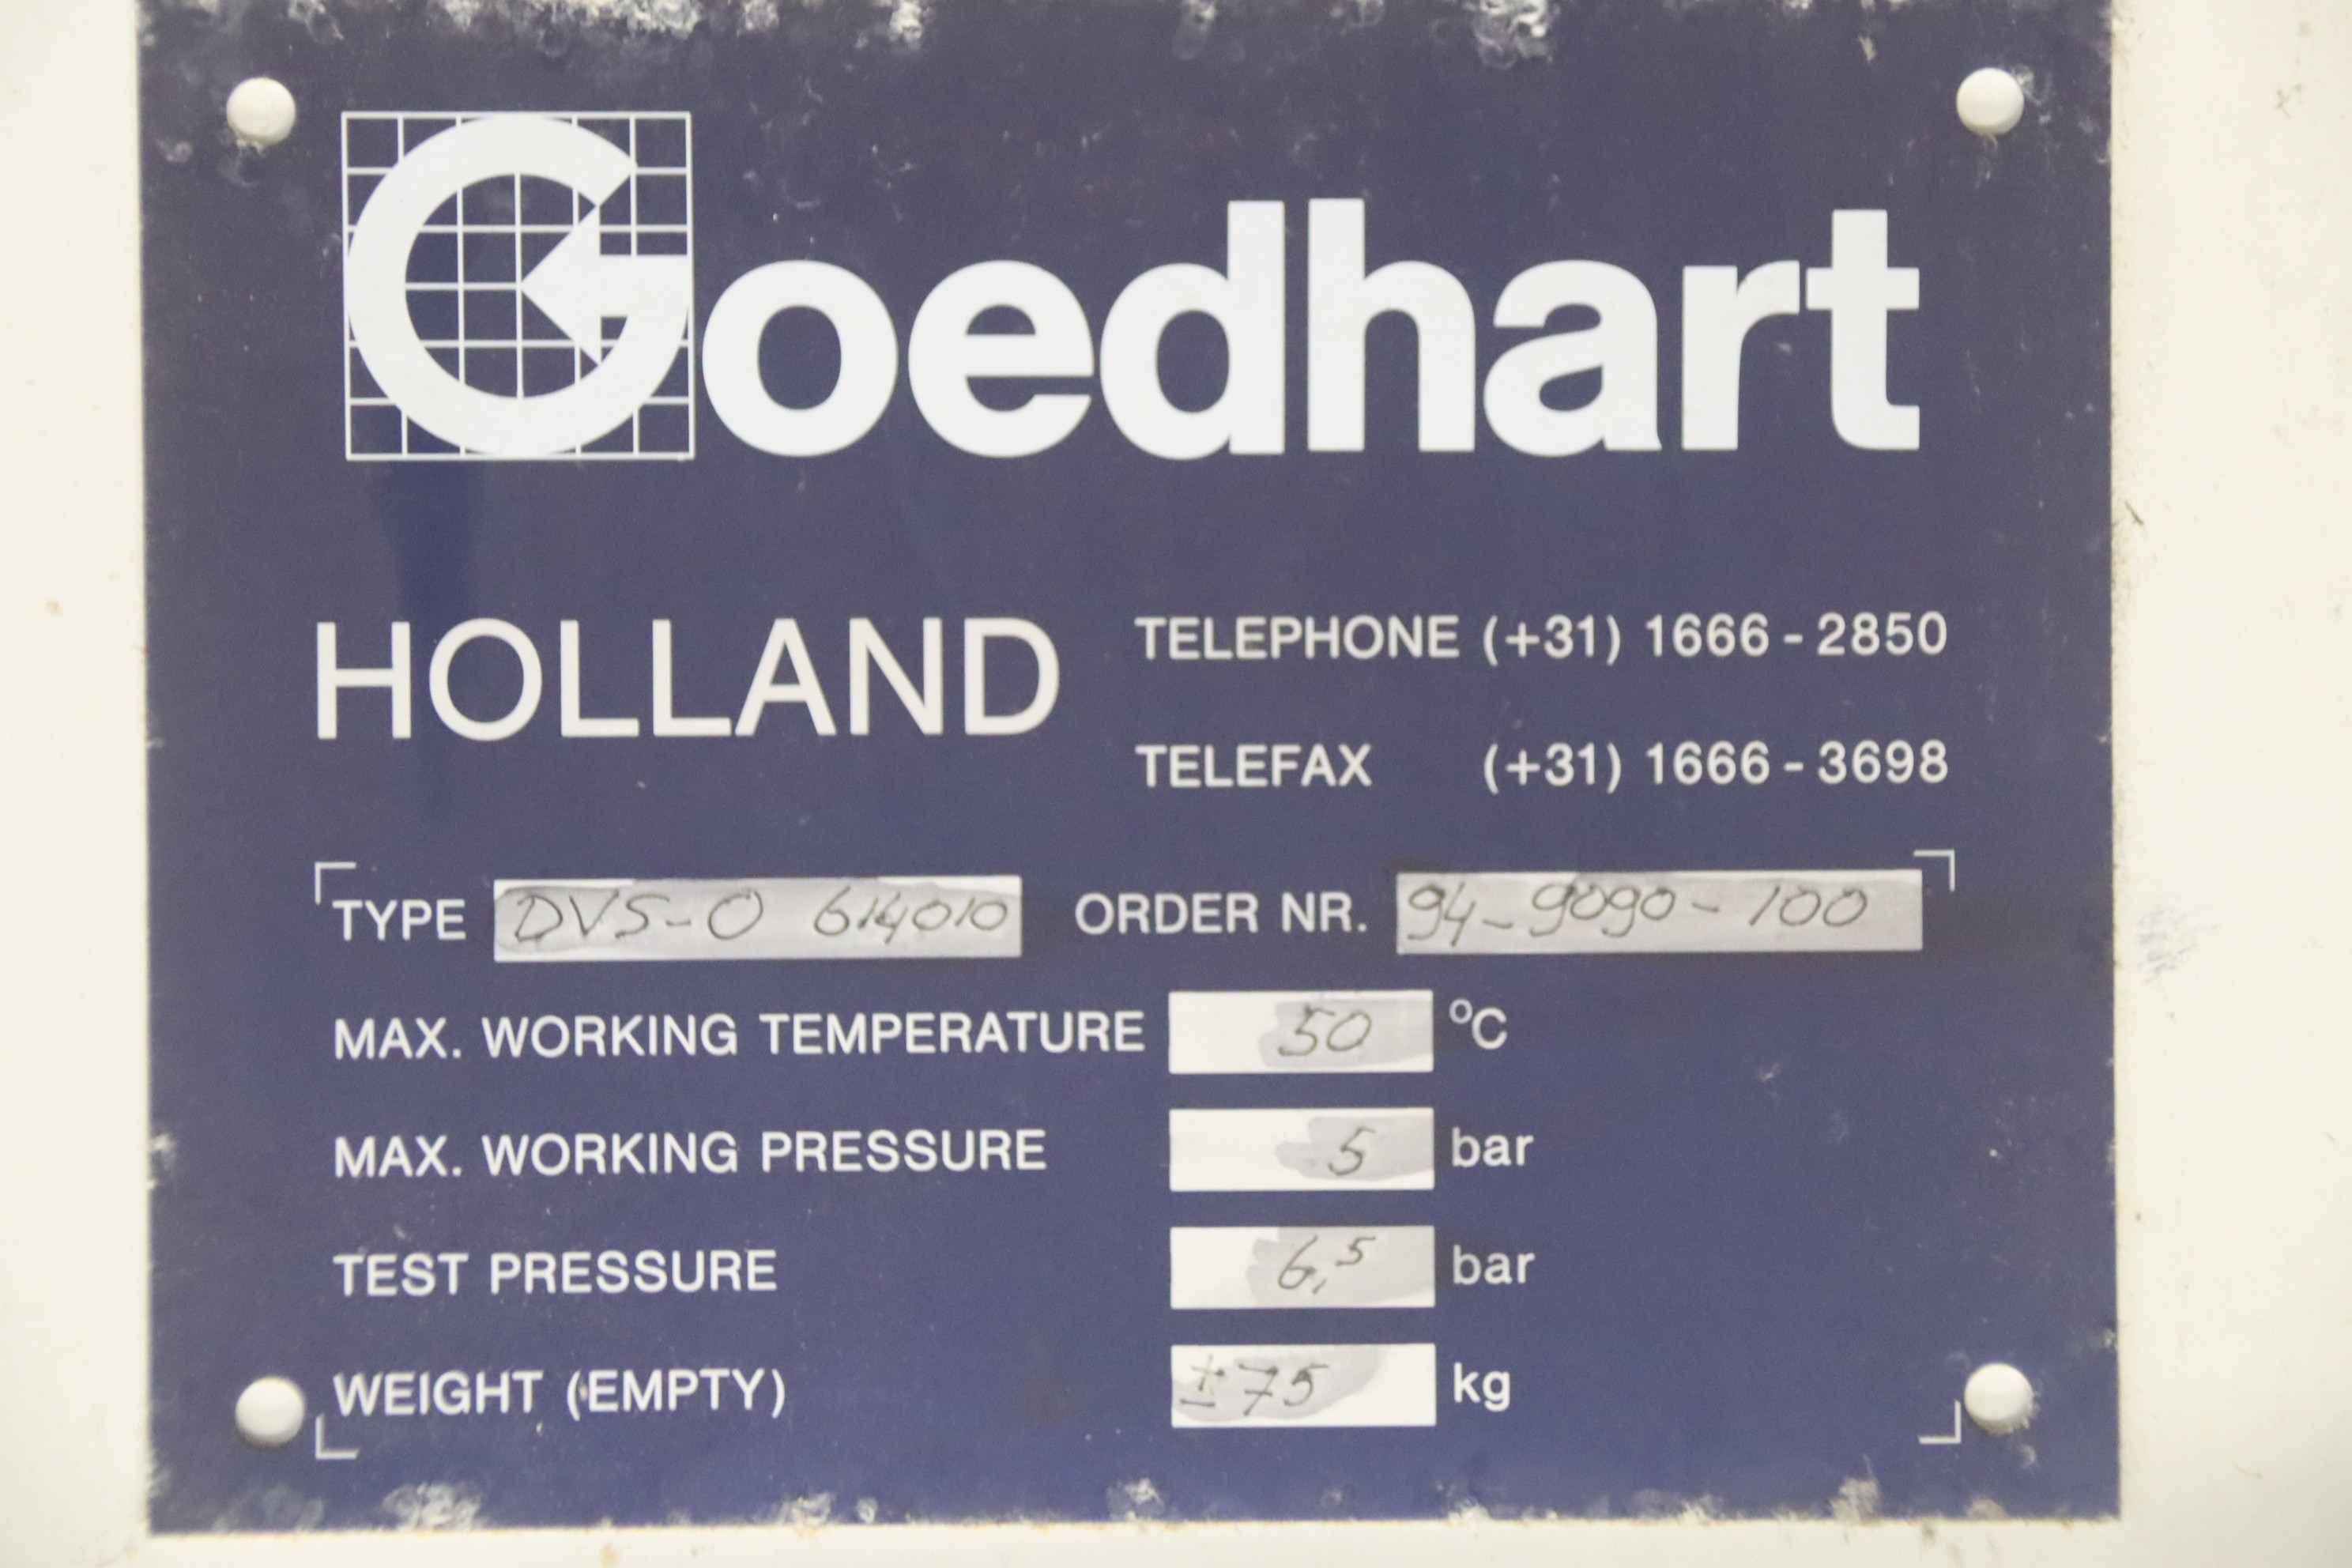 Goedhart
HOLLAND
TELEPHONE (+31) 1666-2850
TELEFAX (+31) 1666-3698
TYPE DVS-O 614010 ORDER NR. 94-9090-100
MAX. WORKING TEMPERATURE 50 °C
MAX. WORKING PRESSURE 5 bar
TEST PRESSURE 6,5 bar
WEIGHT (EMPTY) ±75 kg